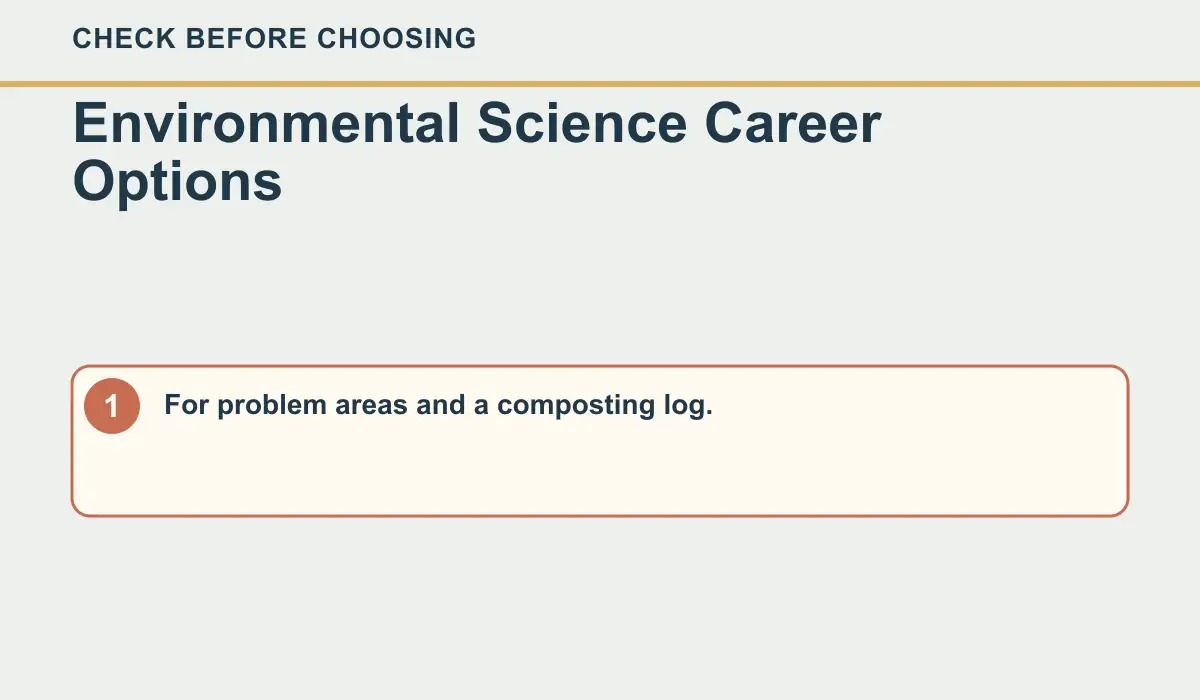 CHECK BEFORE CHOOSING
Environmental Science Career
Options
1
For problem areas and a composting log.